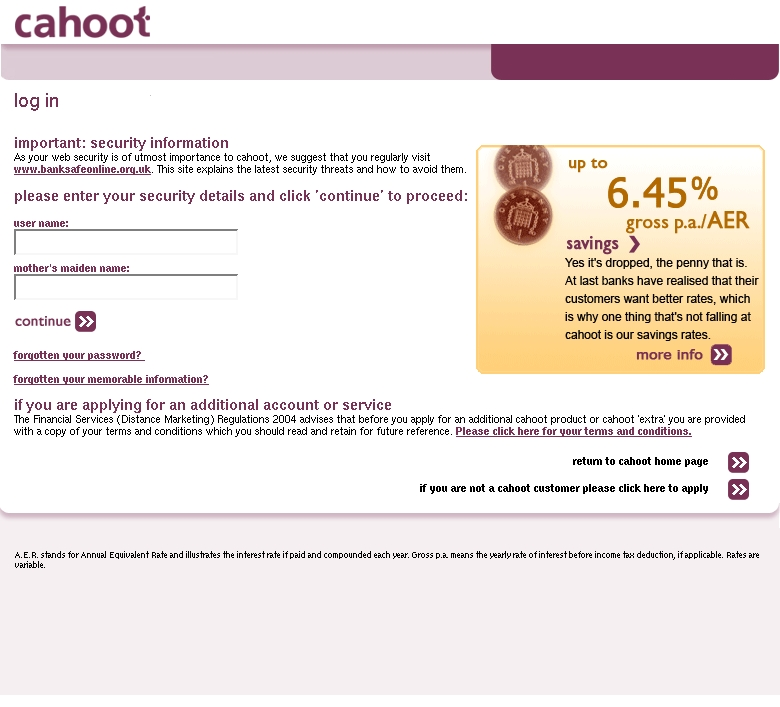 cahoot
log in
important: security information
As your web security is of utmost importance to cahoot, we suggest that you regularly visit
www.banksafeonline.org.uk. This site explains the latest security threats and how to avoid them.
please enter your security details and click 'continue' to proceed:
user name:
mother's maiden name:
continue
forgotten your password?
forgotten your memorable information?
up to
6.45%
gross p.a./AER
savings
Yes it's dropped, the penny that is.
At last banks have realised that their
customers want better rates, which
is why one thing that's not falling at
cahoot is our savings rates.
more info
if you are applying for an additional account or service
The Financial Services (Distance Marketing) Regulations 2004 advises that before you apply for an additional cahoot product or cahoot 'extra' you are provided
with a copy of your terms and conditions which you should read and retain for future reference. Please click here for your terms and conditions.
return to cahoot home page
if you are not a cahoot customer please click here to apply
A.E.R. stands for Annual Equivalent Rate and illustrates the interest rate if paid and compounded each year. Gross p.a. means the yearly rate of interest before income tax deduction, if applicable. Rates are
variable.